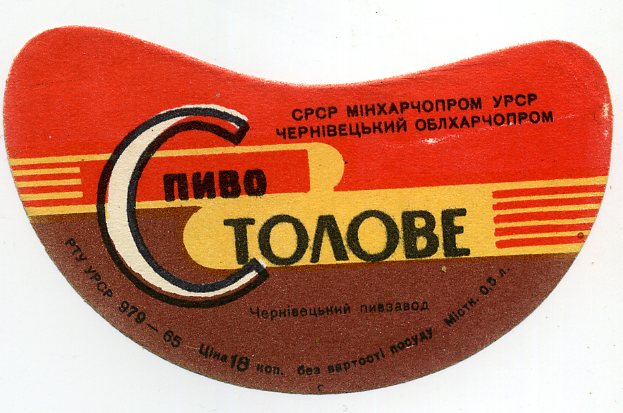 СРСР МІНХАРЧОПРОМ УРСР
ЧЕРНІВЕЦЬКИЙ ОБЛХАРЧОПРОМ
ПИВО
СТОЛОВЕ
Чернівецький пивзавод
РТУ УРСР 979—65 Ціна 18 коп. без вартості посуду Містк. 0,5 л.